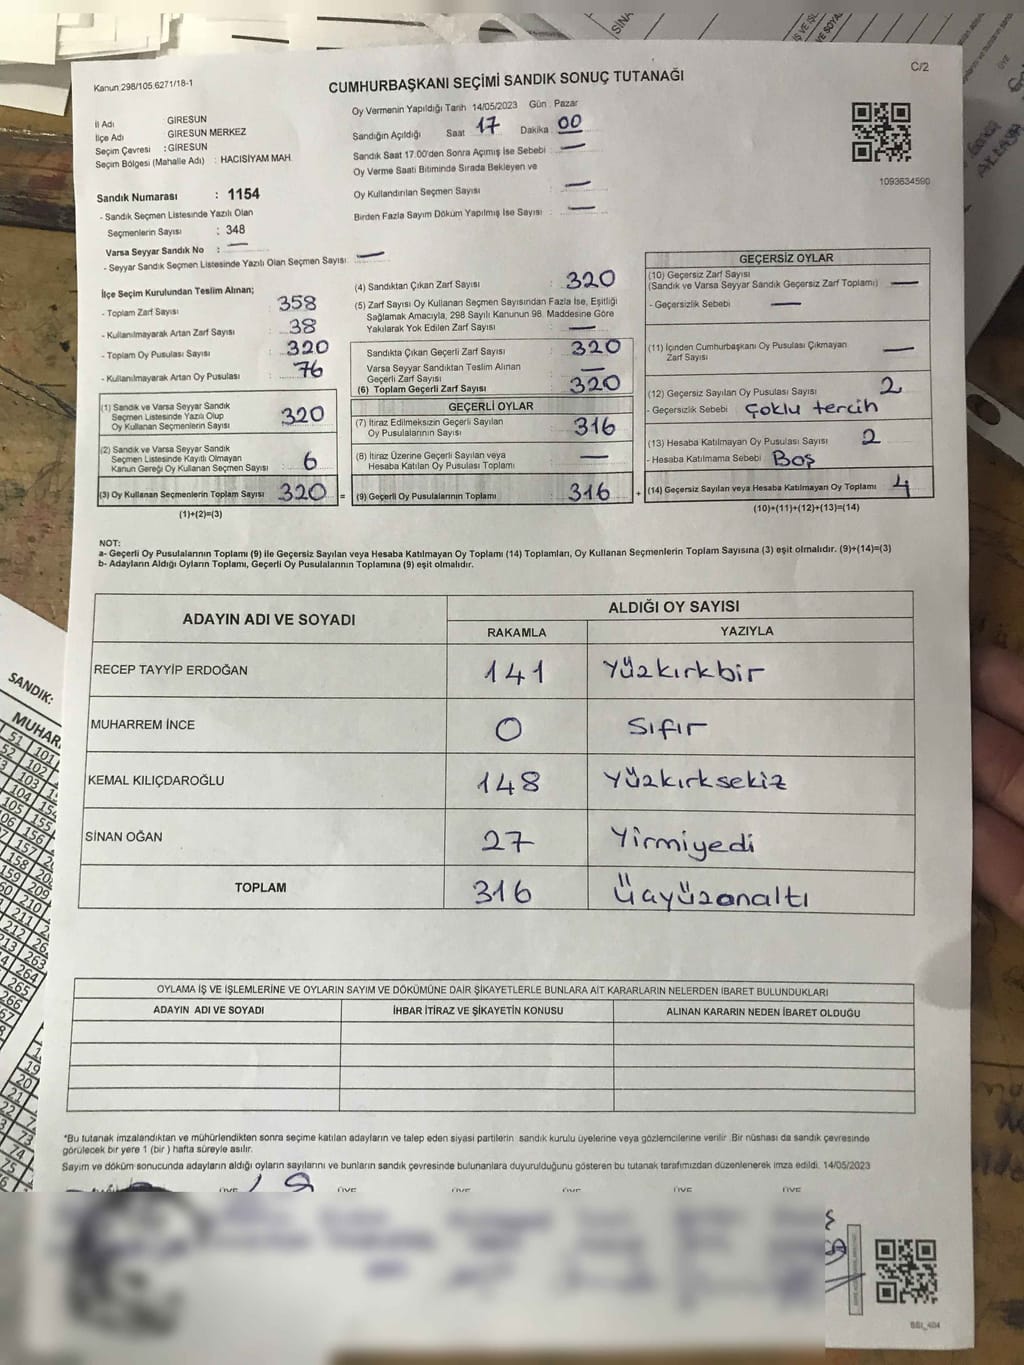 C/2
Kanun 298/105,6271/18-1
CUMHURBAŞKANI SEÇİMİ SANDIK SONUÇ TUTANAĞI
İl Adı GİRESUN
İlçe Adı GİRESUN MERKEZ
Seçim Çevresi : GİRESUN
Seçim Bölgesi (Mahalle Adı) : HACISİYAM MAH.
Oy Vermenin Yapıldığı Tarih 14/05/2023 Gün : Pazar
Sandığın Açıldığı Saat 17 Dakika 00
Sandık Saat 17.00'den Sonra Açımış İse Sebebi : —
Oy Verme Saati Bitiminde Sırada Bekleyen ve
Oy Kullandırılan Seçmen Sayısı : —
Birden Fazla Sayım Döküm Yapılmış İse Sayısı : —
1093634590
Sandık Numarası : 1154
- Sandık Seçmen Listesinde Yazılı Olan
Seçmenlerin Sayısı : 348
Varsa Seyyar Sandık No : —
- Seyyar Sandık Seçmen Listesinde Yazılı Olan Seçmen Sayısı: —
İlçe Seçim Kurulundan Teslim Alınan;
- Toplam Zarf Sayısı : 358
- Kullanılmayarak Artan Zarf Sayısı : 38
- Toplam Oy Pusulası Sayısı : 320
- Kullanılmayarak Artan Oy Pusulası : 76
(1) Sandık ve Varsa Seyyar Sandık
Seçmen Listesinde Yazılı Olup
Oy Kullanan Seçmenlerin Sayısı : 320
(2) Sandık ve Varsa Seyyar Sandık
Seçmen Listesinde Kayıtlı Olmayan
Kanun Gereği Oy Kullanan Seçmen Sayısı : 6
(3) Oy Kullanan Seçmenlerin Toplam Sayısı 320 =
(1)+(2)=(3)
(4) Sandıktan Çıkan Zarf Sayısı : 320
(5) Zarf Sayısı Oy Kullanan Seçmen Sayısından Fazla İse, Eşitliği
Sağlamak Amacıyla, 298 Sayılı Kanunun 98. Maddesine Göre
Yakılarak Yok Edilen Zarf Sayısı : —
Sandıkta Çıkan Geçerli Zarf Sayısı : 320
Varsa Seyyar Sandıktan Teslim Alınan
Geçerli Zarf Sayısı : —
(6) Toplam Geçerli Zarf Sayısı : 320
GEÇERLİ OYLAR
(7) İtiraz Edilmeksizin Geçerli Sayılan
Oy Pusulalarının Sayısı : 316
(8) İtiraz Üzerine Geçerli Sayılan veya
Hesaba Katılan Oy Pusulası Toplamı : —
(9) Geçerli Oy Pusulalarının Toplamı : 316 +
GEÇERSİZ OYLAR
(10) Geçersiz Zarf Sayısı
(Sandık ve Varsa Seyyar Sandık Geçersiz Zarf Toplamı) : —
- Geçersizlik Sebebi : —
(11) İçinden Cumhurbaşkanı Oy Pusulası Çıkmayan
Zarf Sayısı : —
(12) Geçersiz Sayılan Oy Pusulası Sayısı : 2
- Geçersizlik Sebebi : Çoklu tercih
(13) Hesaba Katılmayan Oy Pusulası Sayısı : 2
- Hesaba Katılmama Sebebi : Boş
(14) Geçersiz Sayılan veya Hesaba Katılmayan Oy Toplamı : 4
(10)+(11)+(12)+(13)=(14)
NOT:
a- Geçerli Oy Pusulalarının Toplamı (9) ile Geçersiz Sayılan veya Hesaba Katılmayan Oy Toplamı (14) Toplamları, Oy Kullanan Seçmenlerin Toplam Sayısına (3) eşit olmalıdır. (9)+(14)=(3)
b- Adayların Aldığı Oyların Toplamı, Geçerli Oy Pusulalarının Toplamına (9) eşit olmalıdır.
ADAYIN ADI VE SOYADI ALDIĞI OY SAYISI
RAKAMLA YAZIYLA
RECEP TAYYİP ERDOĞAN 141 Yüzkırkbir
MUHARREM İNCE 0 Sıfır
KEMAL KILIÇDAROĞLU 148 Yüzkırksekiz
SİNAN OĞAN 27 Yirmiyedi
TOPLAM 316 Üçyüzonaltı
OYLAMA İŞ VE İŞLEMLERİNE VE OYLARIN SAYIM VE DÖKÜMÜNE DAİR ŞİKAYETLERLE BUNLARA AİT KARARLARIN NELERDEN İBARET BULUNDUKLARI
ADAYIN ADI VE SOYADI İHBAR İTİRAZ VE ŞİKAYETİN KONUSU ALINAN KARARIN NEDEN İBARET OLDUĞU
*Bu tutanak imzalandıktan ve mühürlendikten sonra seçime katılan adayların ve talep eden siyasi partilerin sandık kurulu üyelerine veya gözlemcilerine verilir. Bir nüshası da sandık çevresinde
görülecek bir yere 1 (bir) hafta süreyle asılır.
Sayım ve döküm sonucunda adayların aldığı oyların sayılarını ve bunların sandık çevresinde bulunanlara duyurulduğunu gösteren bu tutanak tarafımızdan düzenlenerek imza edildi. 14/05/2023
ÜYE ÜYE ÜYE ÜYE ÜYE ÜYE
SANDIK:
MUHAR